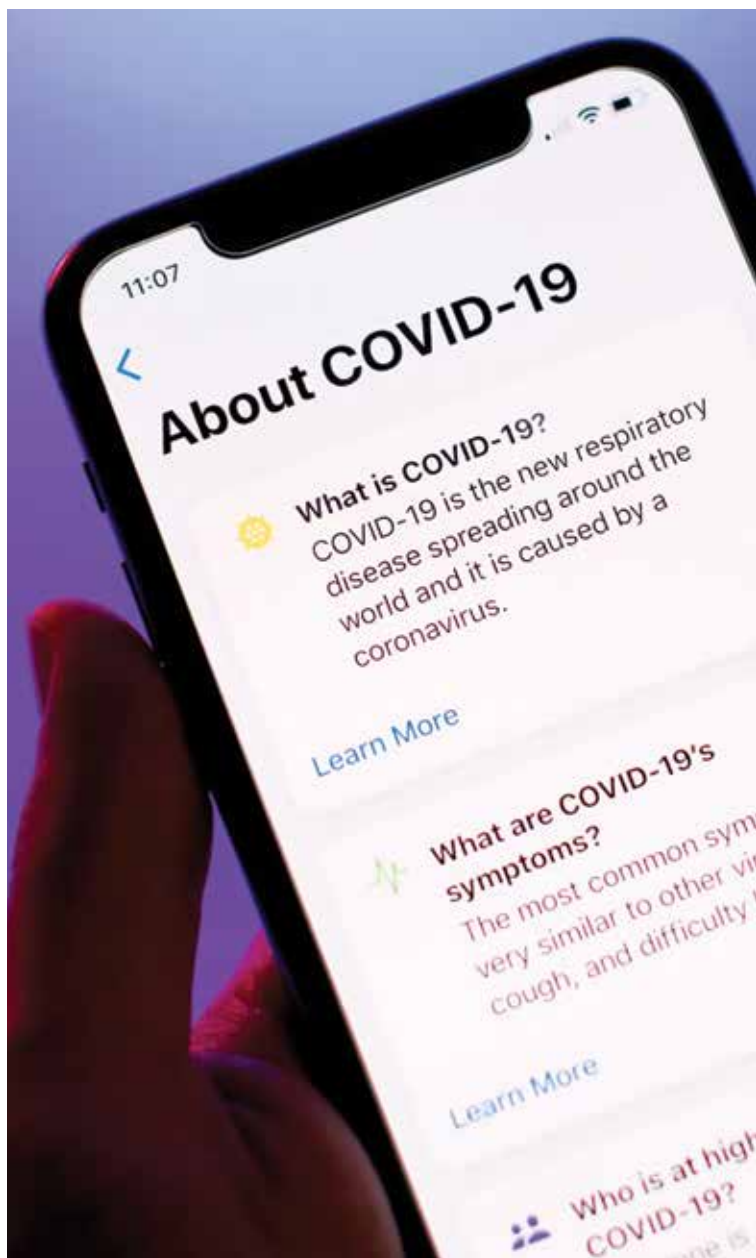 11:07
About COVID-19
What is COVID-19?
COVID-19 is the new respiratory
disease spreading around the
world and it is caused by a
coronavirus.
Learn More
What are COVID-19's
symptoms?
The most common
very similar to other
cough, and difficulty
Learn More
Who is at high
COVID-19?
is